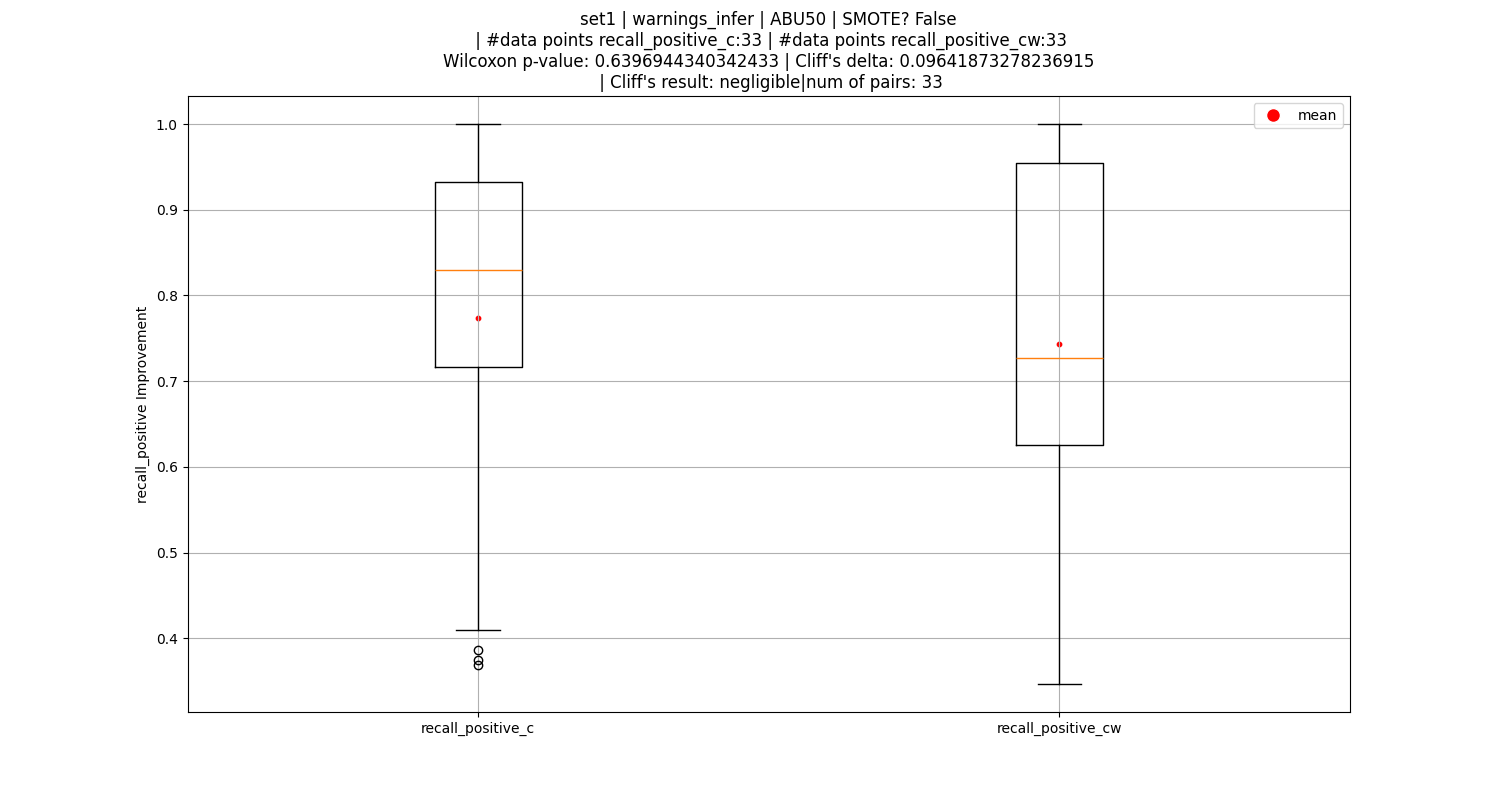 set1 | warnings_infer | ABU50 | SMOTE? False
| #data points recall_positive_c:33 | #data points recall_positive_cw:33
Wilcoxon p-value: 0.6396944340342433 | Cliff's delta: 0.09641873278236915
| Cliff's result: negligible|num of pairs: 33
mean
1.0
0.9
0.8
0.7
0.6
0.5
0.4
recall_positive Improvement
recall_positive_c
recall_positive_cw